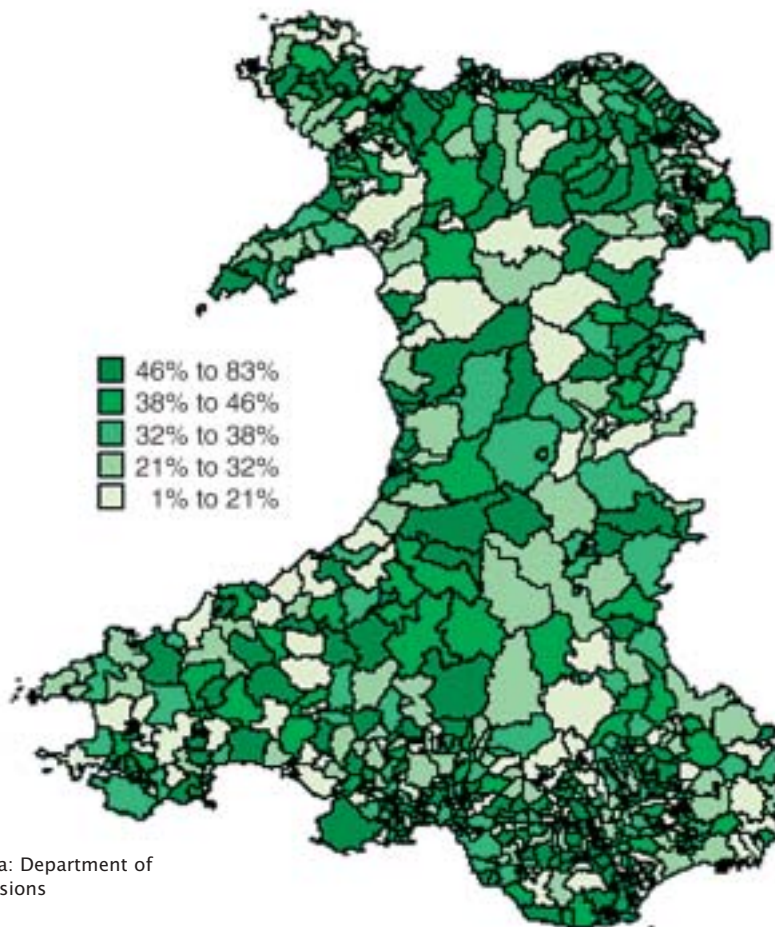 46% to 83%
38% to 46%
32% to 38%
21% to 32%
1% to 21%
a: Department of
sions